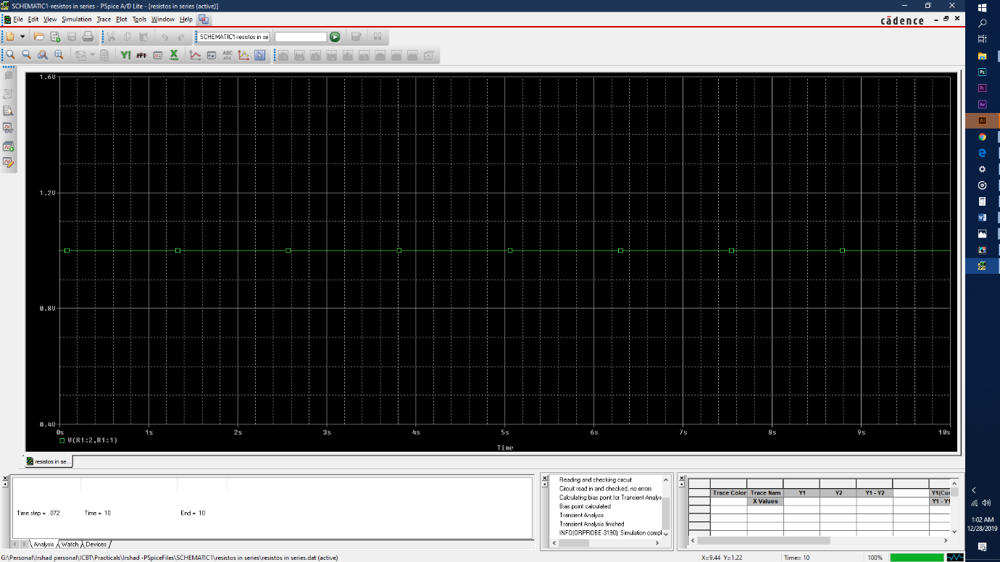 SCHEMATIC1-resistos in series - PSpice A/D Lite - [resistos in series (active)]
File Edit View Simulation Trace Plot Tools Window Help
cādence
SCHEMATIC1-resistos in se
1.6V
1.2V
0.8V
0.4V
0s 1s 2s 3s 4s 5s 6s 7s 8s 9s 10s
V(R1:2,R1:1)
Time
resistos in se...
Time step = .072 Time = 10 End = 10
Analysis Watch Devices
Reading and checking circuit
Circuit read in and checked, no errors
Calculating bias point for Transient Analys
Bias point calculated
Transient Analysis
Transient Analysis finished
INFO(ORPROBE-3190): Simulation compl
Trace Color Trace Nam Y1 Y2 Y1 - Y2 Y1(Cur
X Values Y1 - Y1
G:\Personal\Irshad personal\ICBT\Practicals\Irshad -PSpiceFiles\SCHEMATIC1\resistos in series\resistos in series.dat (active)
X=9.44 Y=1.22 Time= 10 100%
Ps
Pr
Ae
Ai
1:02 AM
12/28/2019